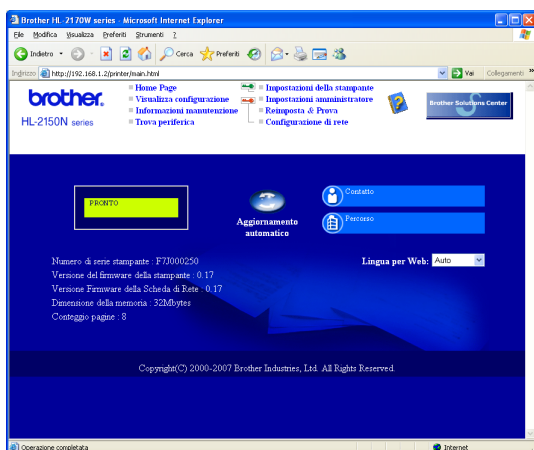 Brother HL-2170W series - Microsoft Internet Explorer
File Modifica Visualizza Preferiti Strumenti ?
Indietro Cerca Preferiti
Indirizzo http://192.168.1.2/printer/main.html Vai Collegamenti »
brother.
HL-2150N series
Home Page
Visualizza configurazione
Informazioni manutenzione
Trova periferica
Impostazioni della stampante
Impostazioni amministratore
Reimposta & Prova
Configurazione di rete
Brother Solutions Center
PRONTO
Aggiornamento
automatico
Contatto
Percorso
Numero di serie stampante : F7J000250
Versione del firmware della stampante : 0.17
Versione Firmware della Scheda di Rete : 0.17
Dimensione della memoria : 32Mbytes
Conteggio pagine : 8
Lingua per Web: Auto
Copyright(C) 2000-2007 Brother Industries, Ltd. All Rights Reserved.
Operazione completata Internet